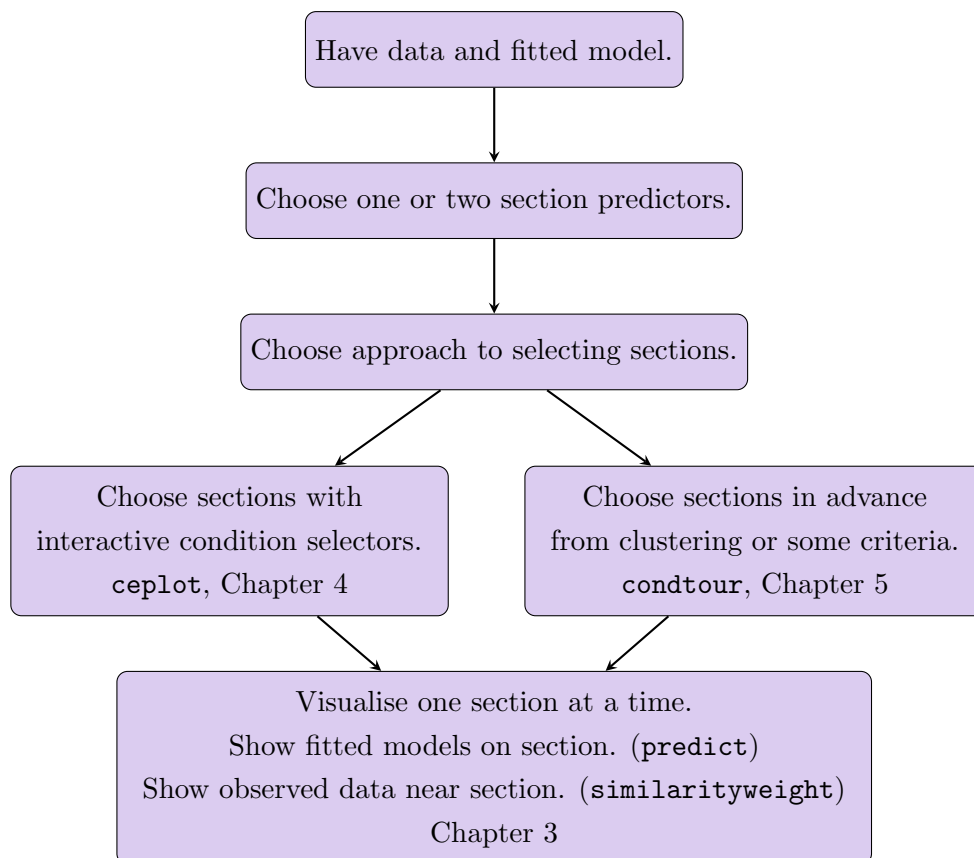 Have data and fitted model.
Choose one or two section predictors.
Choose approach to selecting sections.
Choose sections with
interactive condition selectors.
ceplot, Chapter 4
Choose sections in advance
from clustering or some criteria.
condtour, Chapter 5
Visualise one section at a time.
Show fitted models on section. (predict)
Show observed data near section. (similarityweight)
Chapter 3